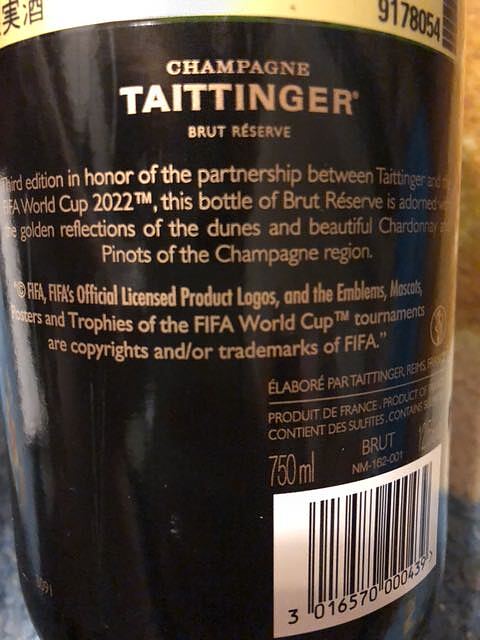 実酒
9178054
CHAMPAGNE
TAITTINGER®
BRUT RÉSERVE
Third edition in honor of the partnership between Taittinger and
FIFA World Cup 2022™, this bottle of Brut Réserve is adorned
the golden reflections of the dunes and beautiful Chardonnay
Pinots of the Champagne region.
"© FIFA, FIFA's Official Licensed Product Logos, and the Emblems, Mascots,
Posters and Trophies of the FIFA World Cup™ tournaments
are copyrights and/or trademarks of FIFA."
ÉLABORÉ PAR TAITTINGER, REIMS,
PRODUIT DE FRANCE . PRODUCT OF
CONTIENT DES SULFITES . CONTAINS
BRUT
750 ml
NM-182-001
3 016570 000439